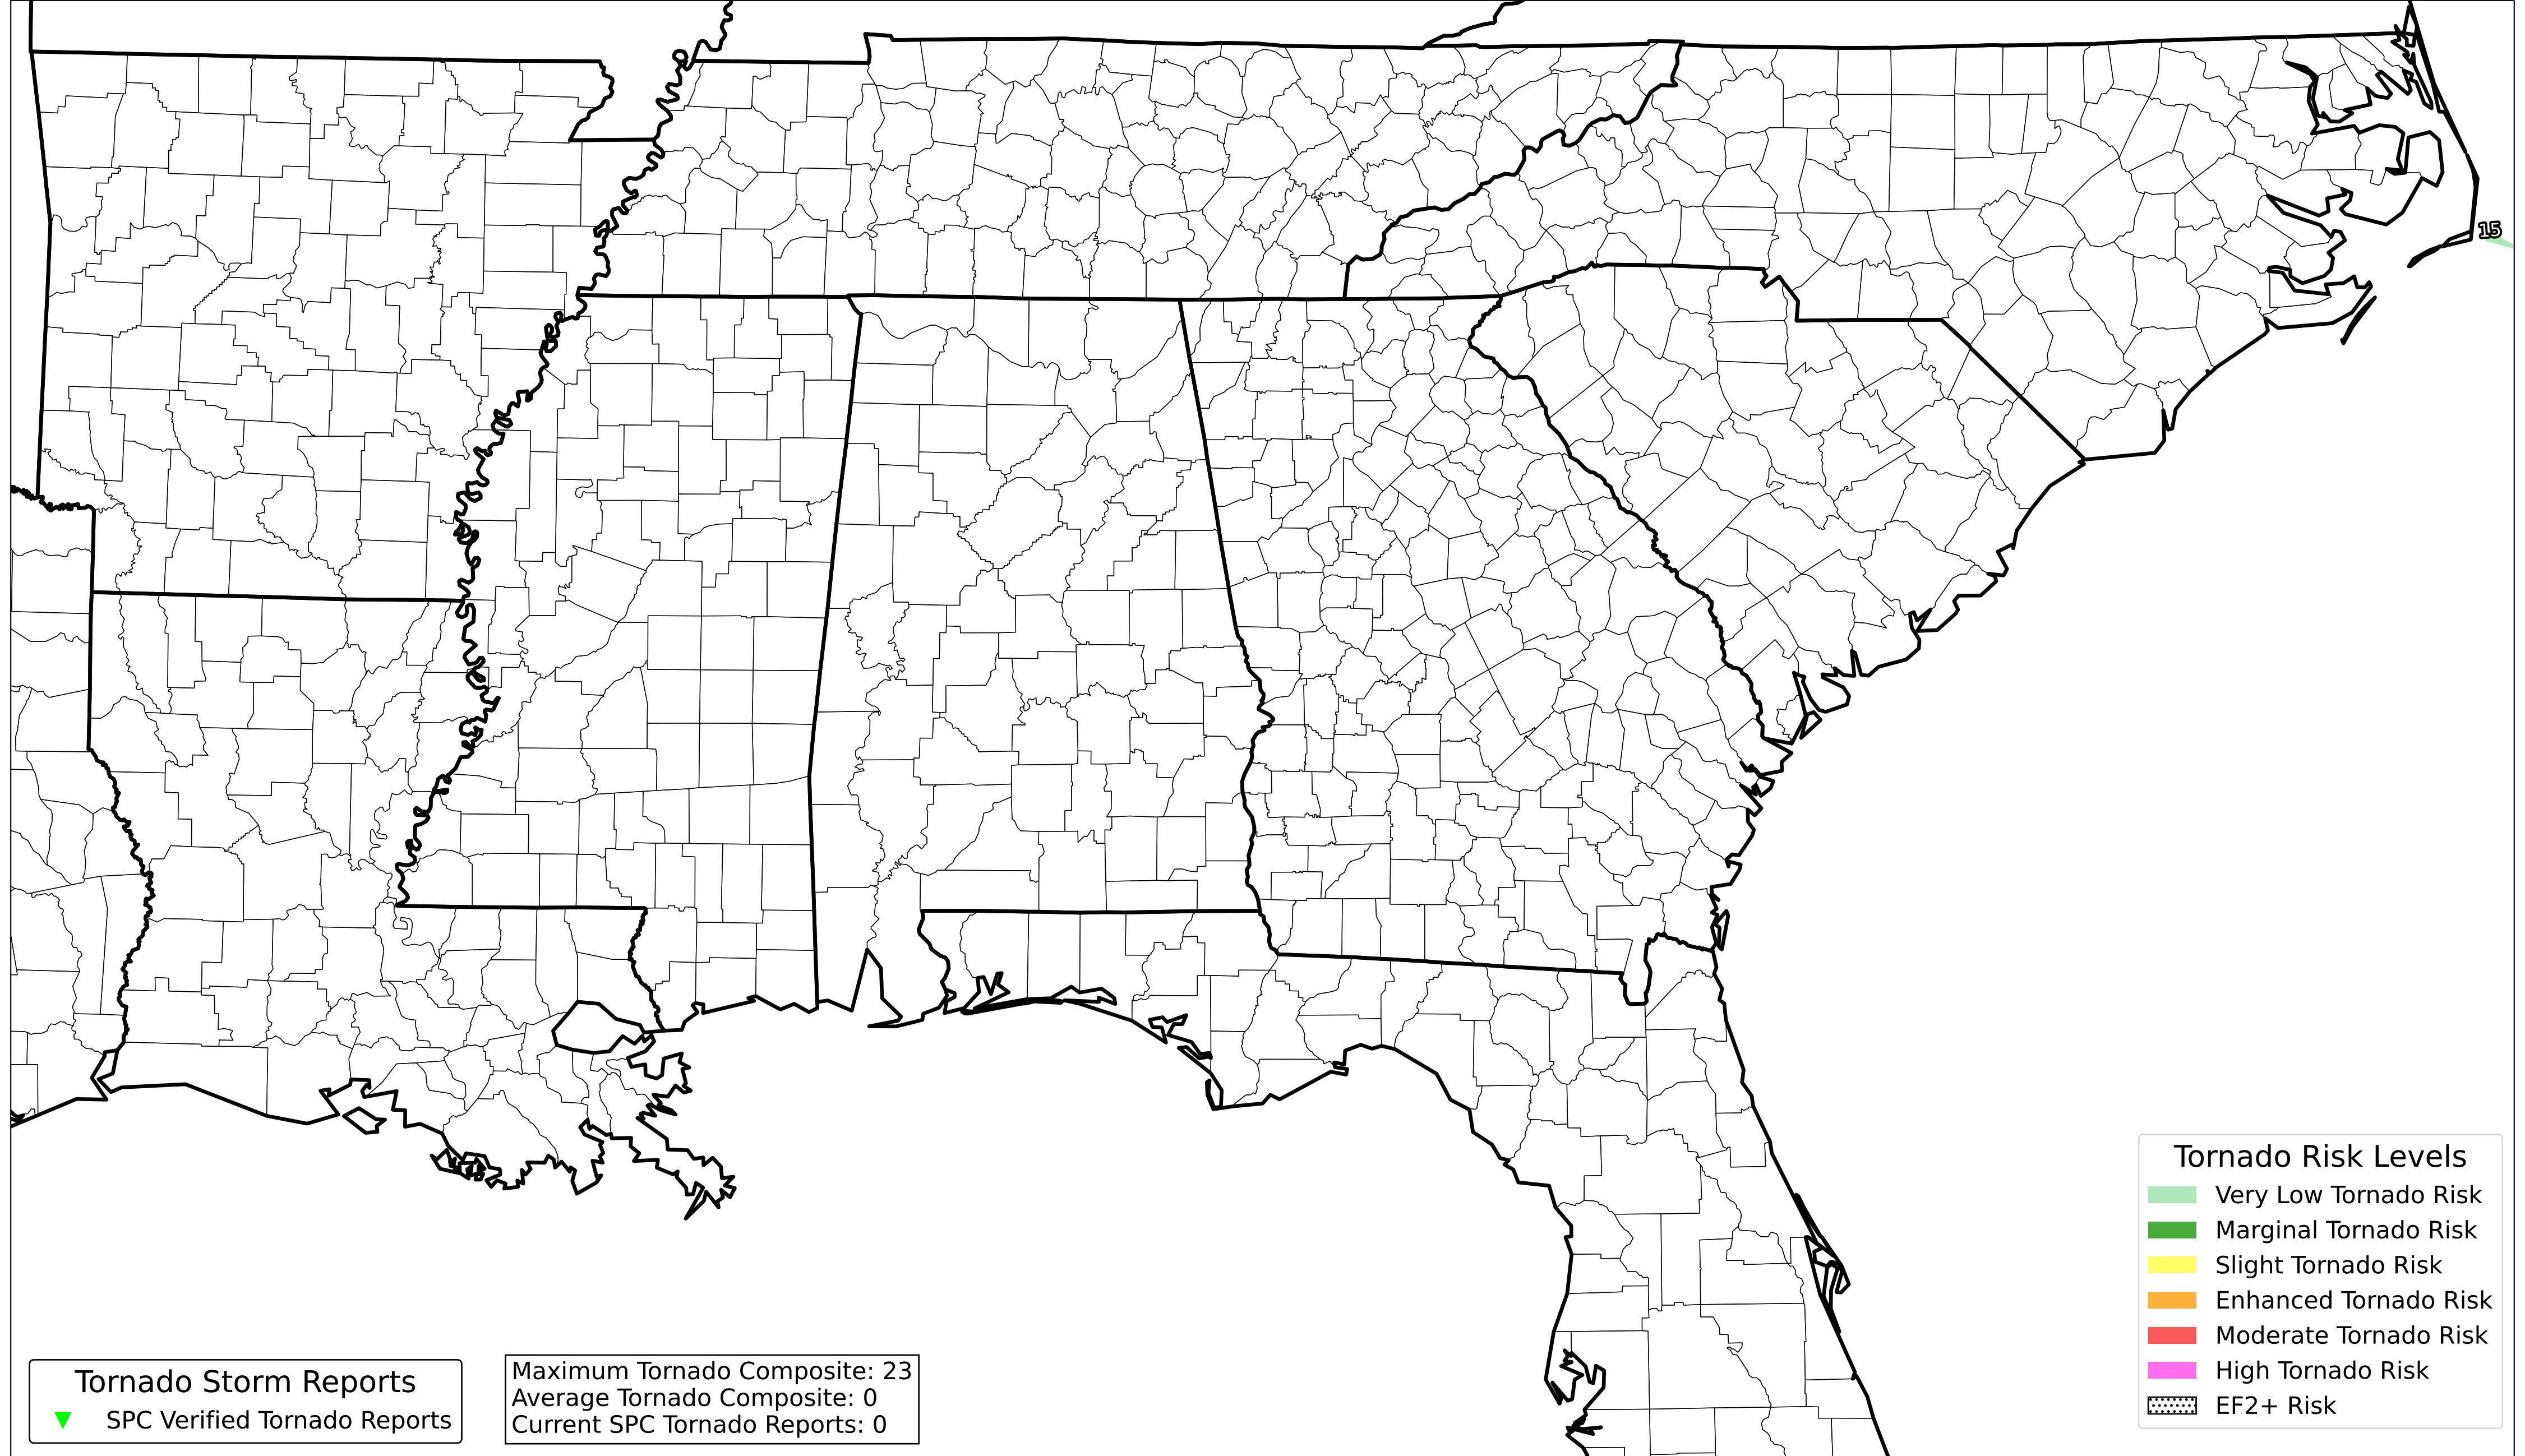 15
Tornado Risk Levels
Very Low Tornado Risk
Marginal Tornado Risk
Slight Tornado Risk
Enhanced Tornado Risk
Moderate Tornado Risk
High Tornado Risk
EF2+ Risk
Tornado Storm Reports
SPC Verified Tornado Reports
Maximum Tornado Composite: 23
Average Tornado Composite: 0
Current SPC Tornado Reports: 0